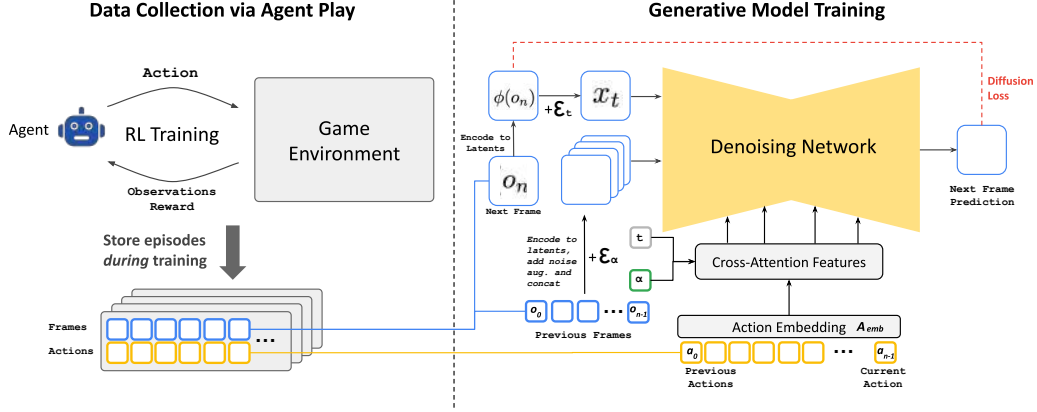 Data Collection via Agent Play
Action
Agent
RL Training
Game
Environment
Observations
Reward
Store episodes
during training
Frames
...
Actions
Generative Model Training
ϕ(oₙ)
+Ɛₜ
xₜ
Diffusion
Loss
Encode to
Latents
Denoising Network
oₙ
Next Frame
Next Frame
Prediction
Encode to
latents,
add noise
aug. and
concat
+Ɛα
t
α
Cross-Attention Features
o₀
...
oₙ₋₁
Previous Frames
Action Embedding Aemb
a₀
...
aₙ₋₁
Previous
Actions
Current
Action